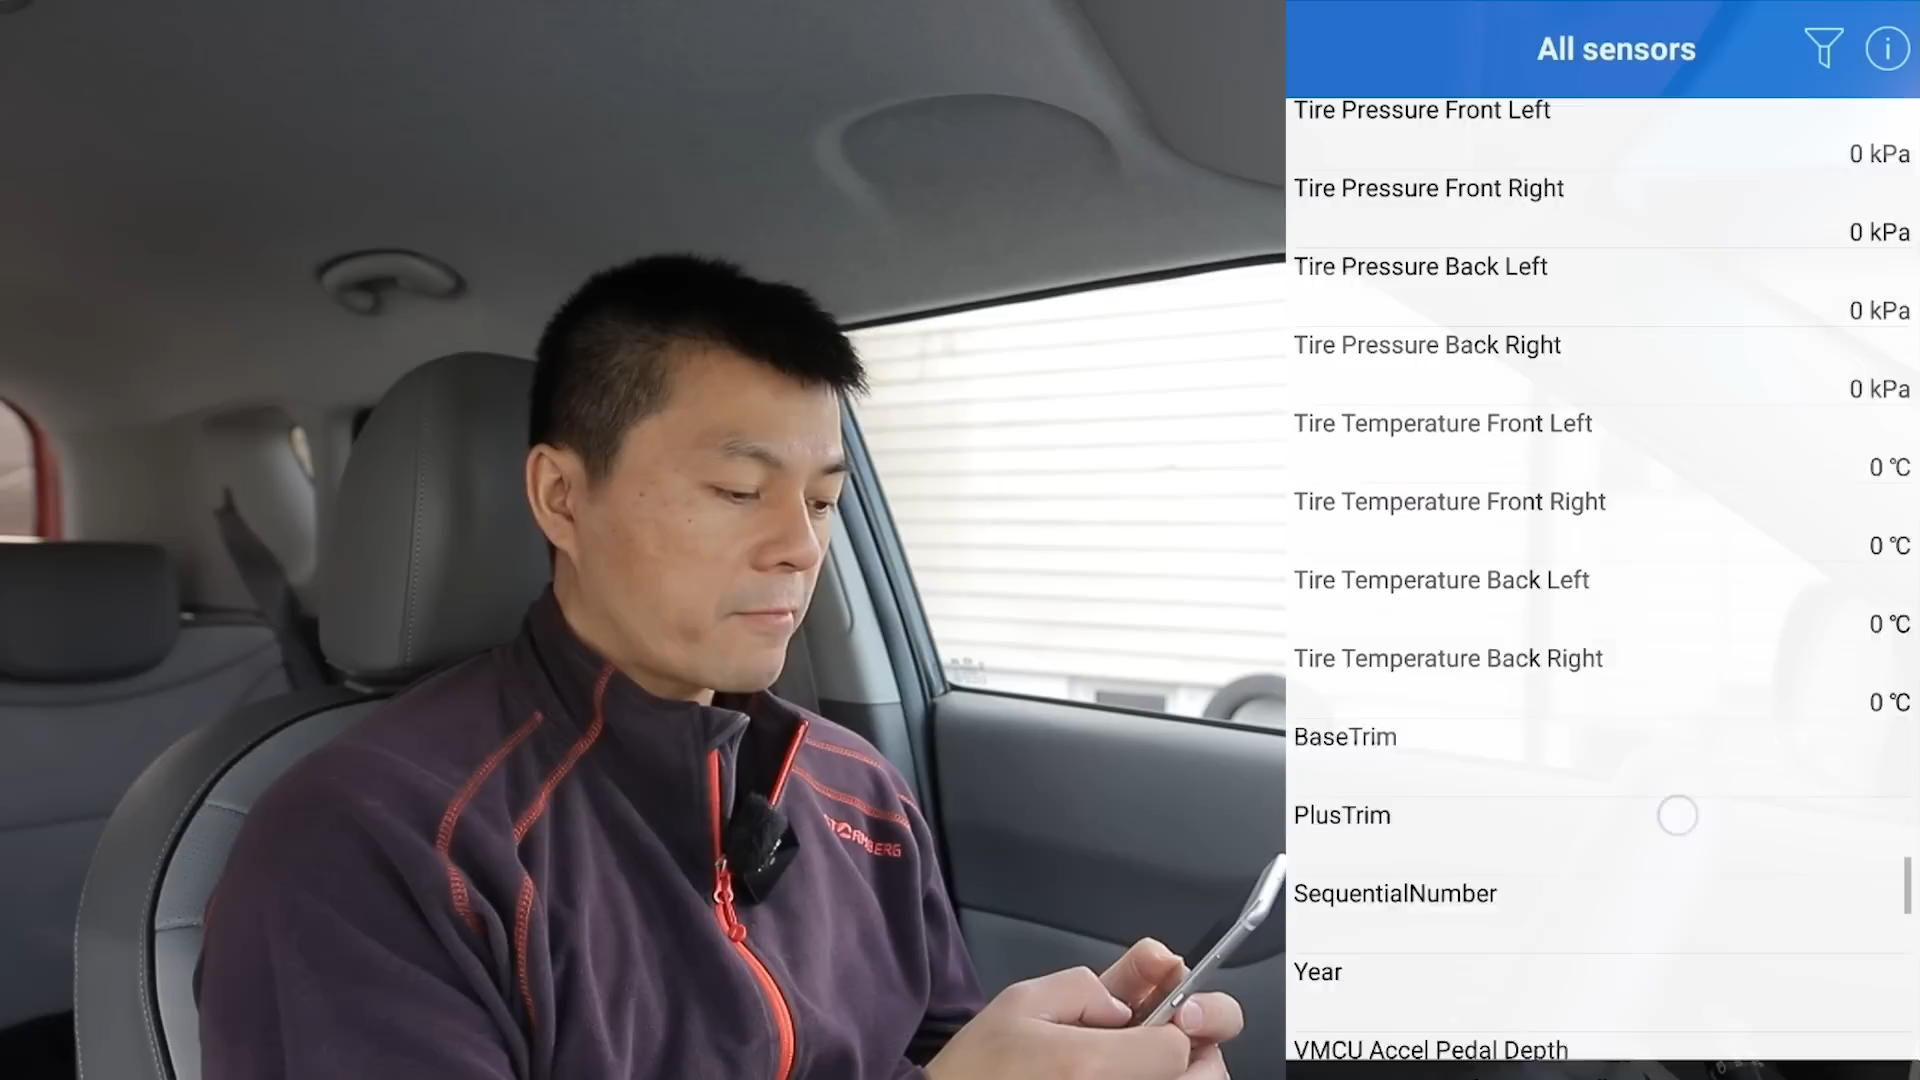 All sensors
Tire Pressure Front Left
0 kPa
Tire Pressure Front Right
0 kPa
Tire Pressure Back Left
0 kPa
Tire Pressure Back Right
0 kPa
Tire Temperature Front Left
0 ℃
Tire Temperature Front Right
0 ℃
Tire Temperature Back Left
0 ℃
Tire Temperature Back Right
0 ℃
BaseTrim
PlusTrim
SequentialNumber
Year
VMCU Accel Pedal Depth
STORMBERG